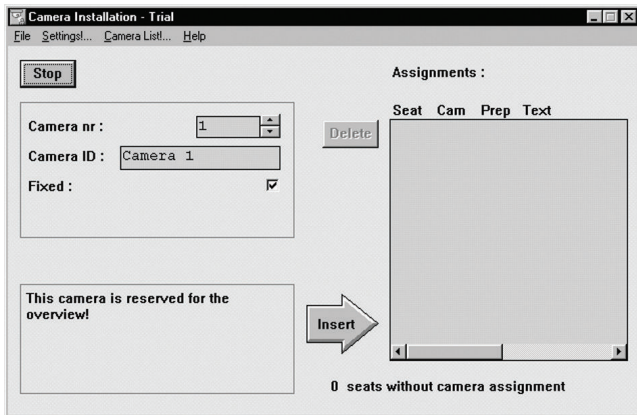 Camera Installation - Trial
File Settings!... Camera List!... Help
Stop
Assignments :
Seat Cam Prep Text
Camera nr : 1
Delete
Camera ID : Camera 1
Fixed :
This camera is reserved for the
overview!
Insert
0 seats without camera assignment